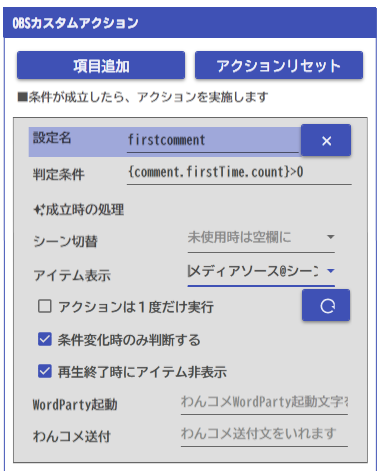 OBSカスタムアクション
項目追加 アクションリセット
■条件が成立したら、アクションを実施します
設定名 firstcomment ×
判定条件 {comment.firstTime.count}>0
成立時の処理
シーン切替 未使用時は空欄に
アイテム表示 メディアソース@シーン
アクションは１度だけ実行
条件変化時のみ判断する
再生終了時にアイテム非表示
WordParty起動 わんコメWordParty起動文字を
わんコメ送付 わんコメ送付文をいれます